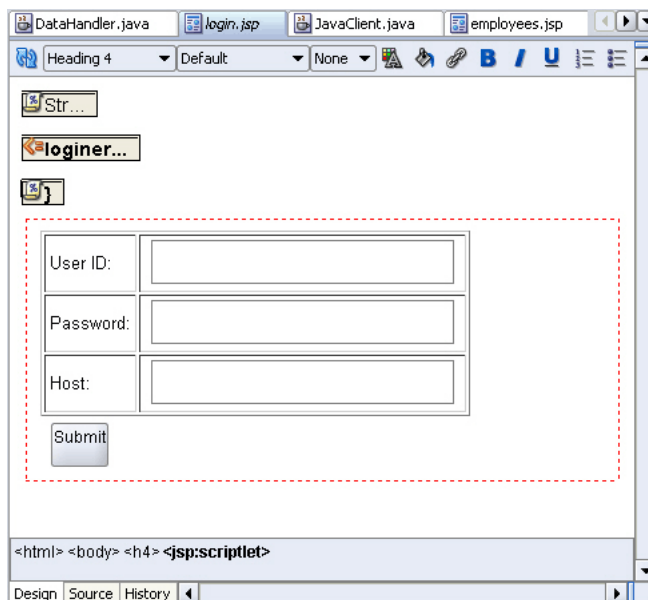 DataHandler.java login.jsp JavaClient.java employees.jsp
Heading 4 Default None A B I U
Str...
loginer...
}
User ID:
Password:
Host:
Submit
<html> <body> <h4> <jsp:scriptlet>
Design Source History